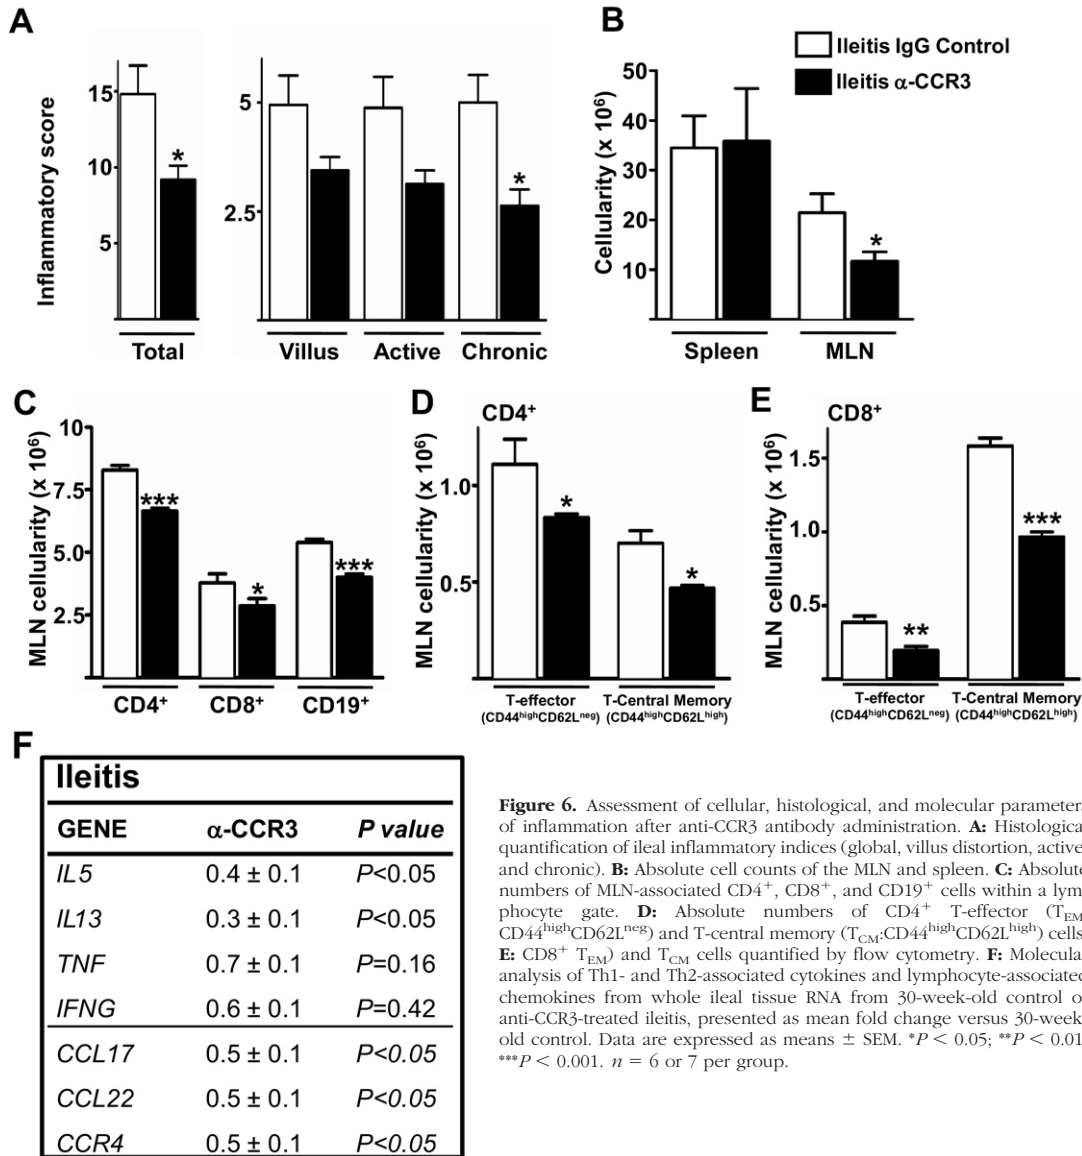 A
Inflammatory score
15
10
5
*
Total
5
2.5
*
Villus Active Chronic
B
Ileitis IgG Control
Ileitis α-CCR3
Cellularity (x 10⁶)
50
40
30
20
10
*
Spleen MLN
C
MLN cellularity (x 10⁶)
10
7.5
5.0
2.5
***
*
***
CD4⁺ CD8⁺ CD19⁺
D
CD4⁺
MLN cellularity (x 10⁶)
1.0
0.5
*
*
T-effector T-Central Memory
(CD44ʰⁱᵍʰCD62Lⁿᵉᵍ) (CD44ʰⁱᵍʰCD62Lʰⁱᵍʰ)
E
CD8⁺
MLN cellularity (x 10⁶)
1.5
1.0
0.5
**
***
T-effector T-Central Memory
(CD44ʰⁱᵍʰCD62Lⁿᵉᵍ) (CD44ʰⁱᵍʰCD62Lʰⁱᵍʰ)
F
Ileitis
GENE α-CCR3 P value
IL5 0.4 ± 0.1 P<0.05
IL13 0.3 ± 0.1 P<0.05
TNF 0.7 ± 0.1 P=0.16
IFNG 0.6 ± 0.1 P=0.42
CCL17 0.5 ± 0.1 P<0.05
CCL22 0.5 ± 0.1 P<0.05
CCR4 0.5 ± 0.1 P<0.05
Figure 6. Assessment of cellular, histological, and molecular parameter
of inflammation after anti-CCR3 antibody administration. A: Histologica
quantification of ileal inflammatory indices (global, villus distortion, active
and chronic). B: Absolute cell counts of the MLN and spleen. C: Absolute
numbers of MLN-associated CD4⁺, CD8⁺, and CD19⁺ cells within a lym
phocyte gate. D: Absolute numbers of CD4⁺ T-effector (T_EM
CD44ʰⁱᵍʰCD62Lⁿᵉᵍ) and T-central memory (T_CM:CD44ʰⁱᵍʰCD62Lʰⁱᵍʰ) cells
E: CD8⁺ T_EM) and T_CM cells quantified by flow cytometry. F: Molecula
analysis of Th1- and Th2-associated cytokines and lymphocyte-associated
chemokines from whole ileal tissue RNA from 30-week-old control o
anti-CCR3-treated ileitis, presented as mean fold change versus 30-week
old control. Data are expressed as means ± SEM. *P < 0.05; **P < 0.01
***P < 0.001. n = 6 or 7 per group.